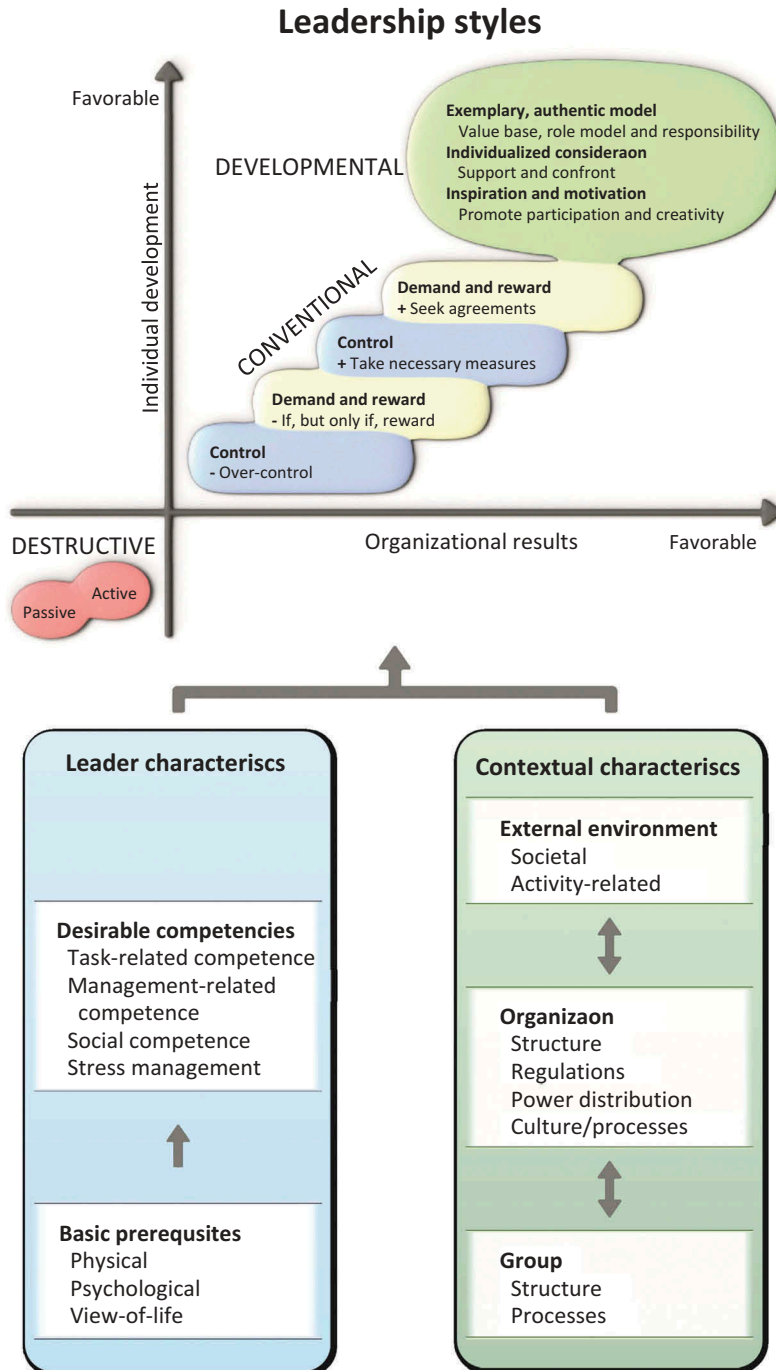 Leadership styles
Favorable
Individual development
DEVELOPMENTAL
Exemplary, authentic model
Value base, role model and responsibility
Individualized consideraon
Support and confront
Inspiration and motivation
Promote participation and creativity
CONVENTIONAL
Demand and reward
+ Seek agreements
Control
+ Take necessary measures
Demand and reward
- If, but only if, reward
Control
- Over-control
DESTRUCTIVE
Organizational results
Favorable
Active
Passive
Leader characteriscs
Desirable competencies
Task-related competence
Management-related
competence
Social competence
Stress management
Basic prerequsites
Physical
Psychological
View-of-life
Contextual characteriscs
External environment
Societal
Activity-related
Organizaon
Structure
Regulations
Power distribution
Culture/processes
Group
Structure
Processes